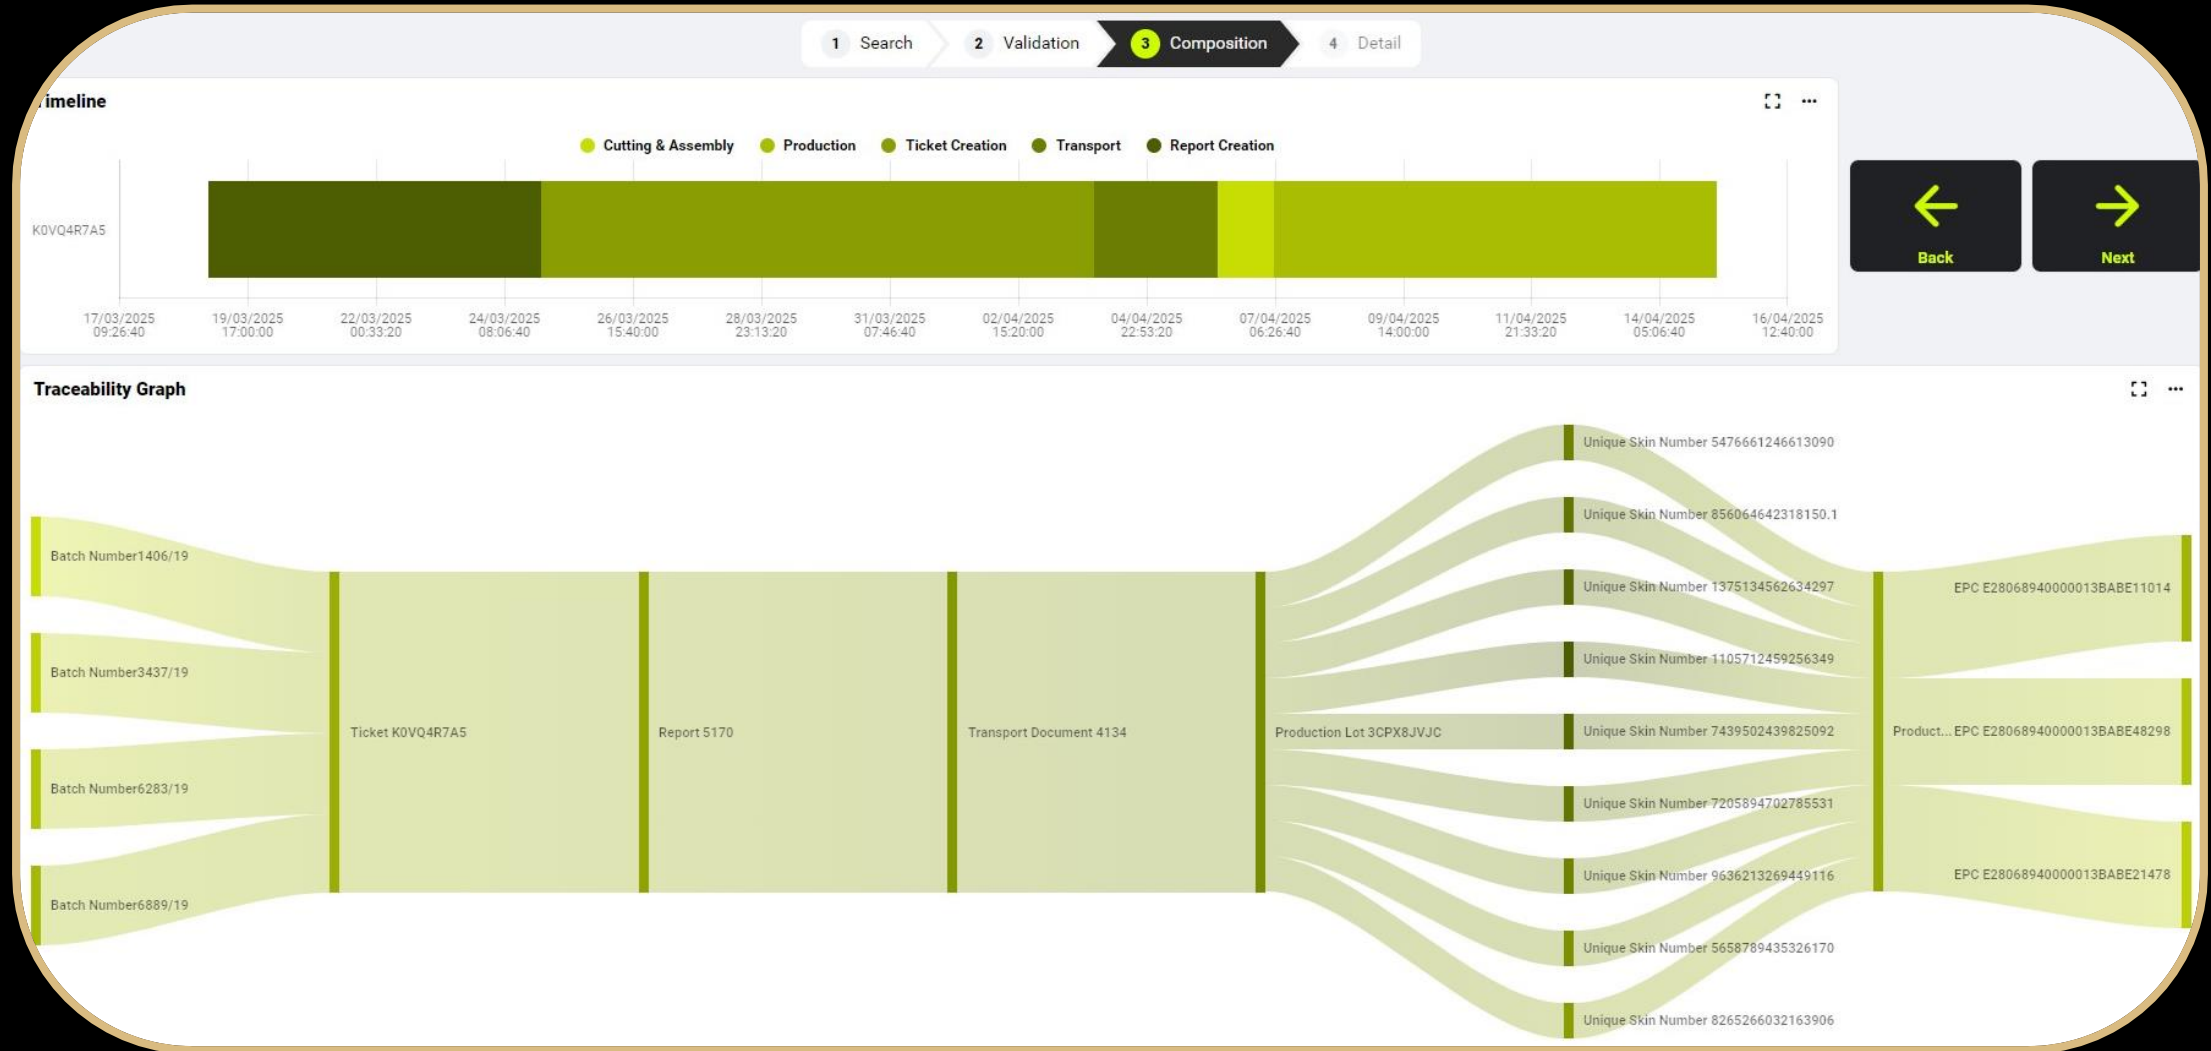 1 Search 2 Validation 3 Composition 4 Detail
imeline
Cutting & Assembly Production Ticket Creation Transport Report Creation
K0VQ4R7A5
17/03/2025 19/03/2025 22/03/2025 24/03/2025 26/03/2025 28/03/2025 31/03/2025 02/04/2025 04/04/2025 07/04/2025 09/04/2025 11/04/2025 14/04/2025 16/04/2025
09:26:40 17:00:00 00:33:20 08:06:40 15:40:00 23:13:20 07:46:40 15:20:00 22:53:20 06:26:40 14:00:00 21:33:20 05:06:40 12:40:00
Back
Next
Traceability Graph
Batch Number1406/19
Batch Number3437/19
Batch Number6283/19
Batch Number6889/19
Ticket K0VQ4R7A5
Report 5170
Transport Document 4134
Production Lot 3CPX8JVJC
Unique Skin Number 5476661246613090
Unique Skin Number 856064642318150.1
Unique Skin Number 1375134562634297
Unique Skin Number 1105712459256349
Unique Skin Number 7439502439825092
Unique Skin Number 7205894702785531
Unique Skin Number 9636213269449116
Unique Skin Number 5658789435326170
Unique Skin Number 8265266032163906
Product...
EPC E28068940000013BABE11014
EPC E28068940000013BABE48298
EPC E28068940000013BABE21478